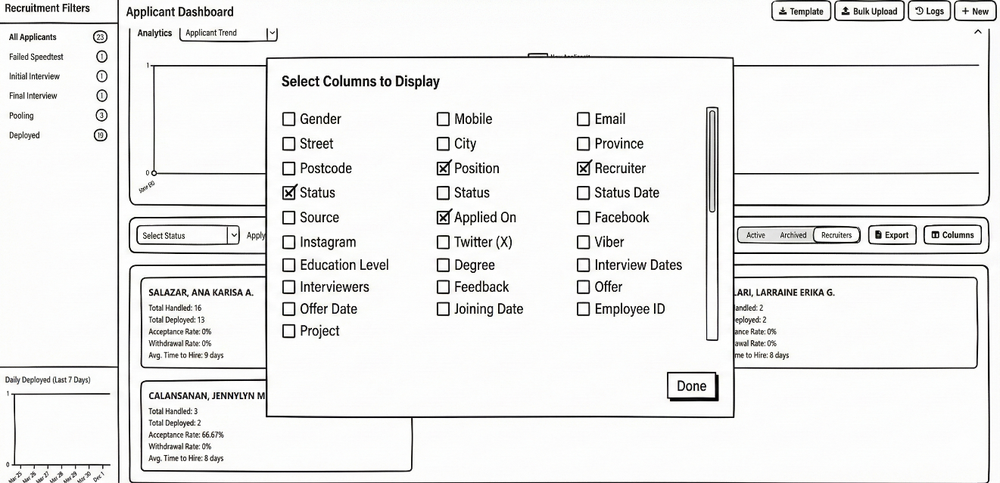 Recruitment Filters
All Applicants 23
Failed Speedtest 1
Initial Interview 1
Final Interview 1
Pooling 3
Deployed 19
Daily Deployed (Last 7 Days)
1
0
Mar 25 Mar 26 Mar 27 Mar 28 Mar 29 Mar 30 Dec 1
Applicant Dashboard
Template Bulk Upload Logs + New
Analytics Applicant Trend
1
0
Select Columns to Display
Gender Mobile Email
Street City Province
Postcode Position Recruiter
Status Status Status Date
Source Applied On Facebook
Instagram Twitter (X) Viber
Education Level Degree Interview Dates
Interviewers Feedback Offer
Offer Date Joining Date Employee ID
Project
Done
Select Status Apply
Active Archived Recruiters Export Columns
SALAZAR, ANA KARISA A.
Total Handled: 16
Total Deployed: 13
Acceptance Rate: 0%
Withdrawal Rate: 0%
Avg. Time to Hire: 9 days
LARI, LARRAINE ERIKA G.
andled: 2
eployed: 2
ance Rate: 0%
awal Rate: 0%
me to Hire: 8 days
CALANSANAN, JENNYLYN M
Total Handled: 3
Total Deployed: 2
Acceptance Rate: 66.67%
Withdrawal Rate: 0%
Avg. Time to Hire: 8 days